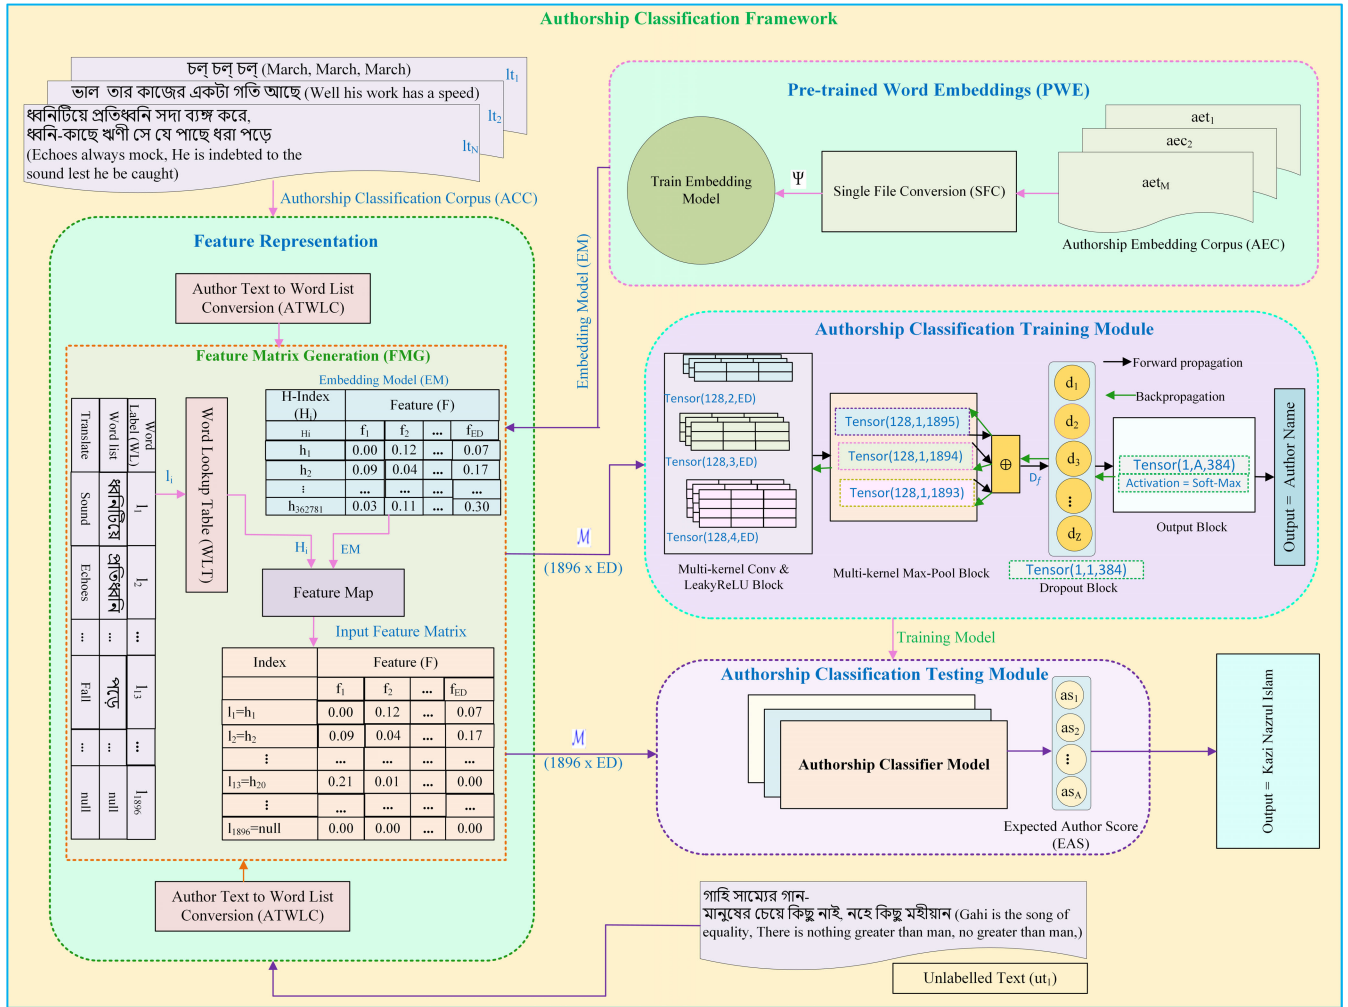 Authorship Classification Framework
চল্ চল্ চল্ (March, March, March)
lt1
ভাল তার কাজের একটা গতি আছে (Well his work has a speed)
lt2
ধ্বনিটিয়ে প্রতিধ্বনি সদা ব্যঙ্গ করে,
ধ্বনি-কাছে ঋণী সে যে পাছে ধরা পড়ে
(Echoes always mock, He is indebted to the
sound lest he be caught)
ltN
Authorship Classification Corpus (ACC)
Pre-trained Word Embeddings (PWE)
aet1
aec2
aetM
Authorship Embedding Corpus (AEC)
Single File Conversion (SFC)
Ψ
Train Embedding
Model
Embedding Model (EM)
Feature Representation
Author Text to Word List
Conversion (ATWLC)
Feature Matrix Generation (FMG)
Word
Label (WL)
l1
l2
...
l13
...
l1896
Word list
ধ্বনিটিয়ে
প্রতিধ্বনি
...
পড়ে
...
null
Translate
Sound
Echoes
...
Fall
...
null
li
Word Lookup Table (WLT)
Embedding Model (EM)
H-Index
(Hi)
Feature (F)
Hi f1 f2 ... fED
h1 0.00 0.12 ... 0.07
h2 0.09 0.04 ... 0.17
⋮ ... ... ... ...
h362781 0.03 0.11 ... 0.30
Hi
EM
Feature Map
Input Feature Matrix
Index Feature (F)
f1 f2 ... fED
l1=h1 0.00 0.12 ... 0.07
l2=h2 0.09 0.04 ... 0.17
⋮ ... ... ... ...
l13=h20 0.21 0.01 ... 0.00
⋮ ... ... ... ...
l1896=null 0.00 0.00 ... 0.00
Author Text to Word List
Conversion (ATWLC)
M
(1896 x ED)
M
(1896 x ED)
Authorship Classification Training Module
Tensor(128,2,ED)
Tensor(128,3,ED)
Tensor(128,4,ED)
Multi-kernel Conv &
LeakyReLU Block
Tensor(128,1,1895)
Tensor(128,1,1894)
Tensor(128,1,1893)
Multi-kernel Max-Pool Block
⊕
Df
d1
d2
d3
⋮
dZ
Tensor(1,1,384)
Dropout Block
Forward propagation
Backpropagation
Tensor(1,A,384)
Activation = Soft-Max
Output Block
Output = Author Name
Training Model
Authorship Classification Testing Module
Authorship Classifier Model
as1
as2
⋮
asA
Expected Author Score
(EAS)
Output = Kazi Nazrul Islam
গাহি সাম্যের গান-
মানুষের চেয়ে কিছু নাই, নহে কিছু মহীয়ান (Gahi is the song of
equality, There is nothing greater than man, no greater than man,)
Unlabelled Text (ut1)